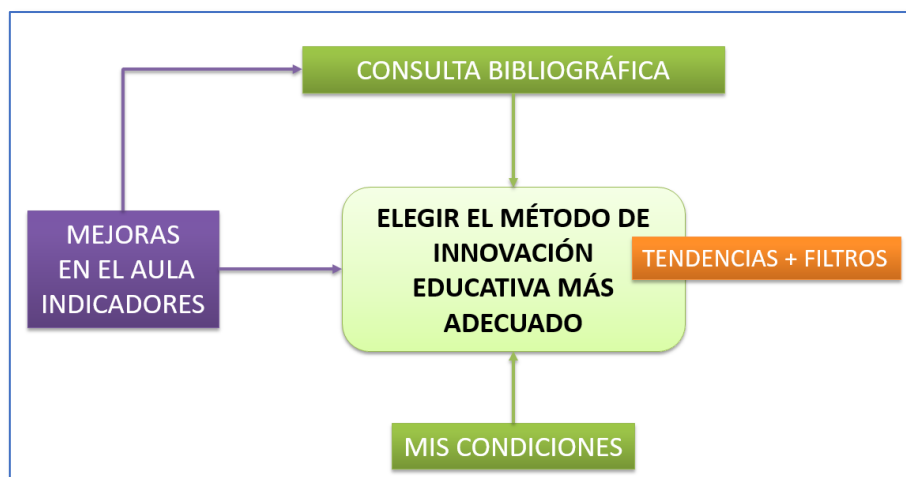 CONSULTA BIBLIOGRÁFICA
MEJORAS
EN EL AULA
INDICADORES
ELEGIR EL MÉTODO DE
INNOVACIÓN
EDUCATIVA MÁS
ADECUADO
TENDENCIAS + FILTROS
MIS CONDICIONES